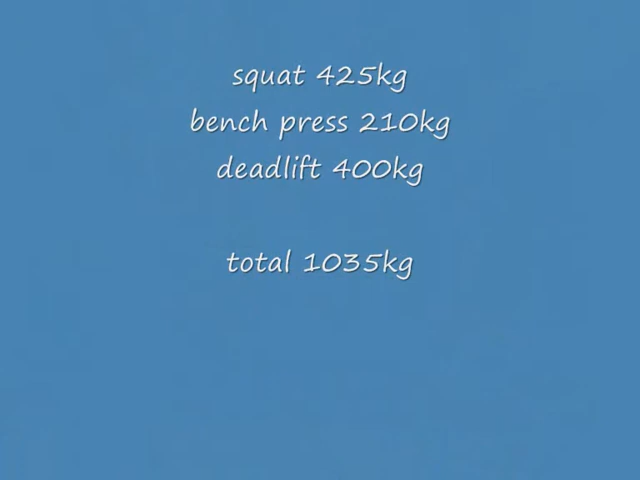 squat 425kg
bench press 210kg
deadlift 400kg
total 1035kg